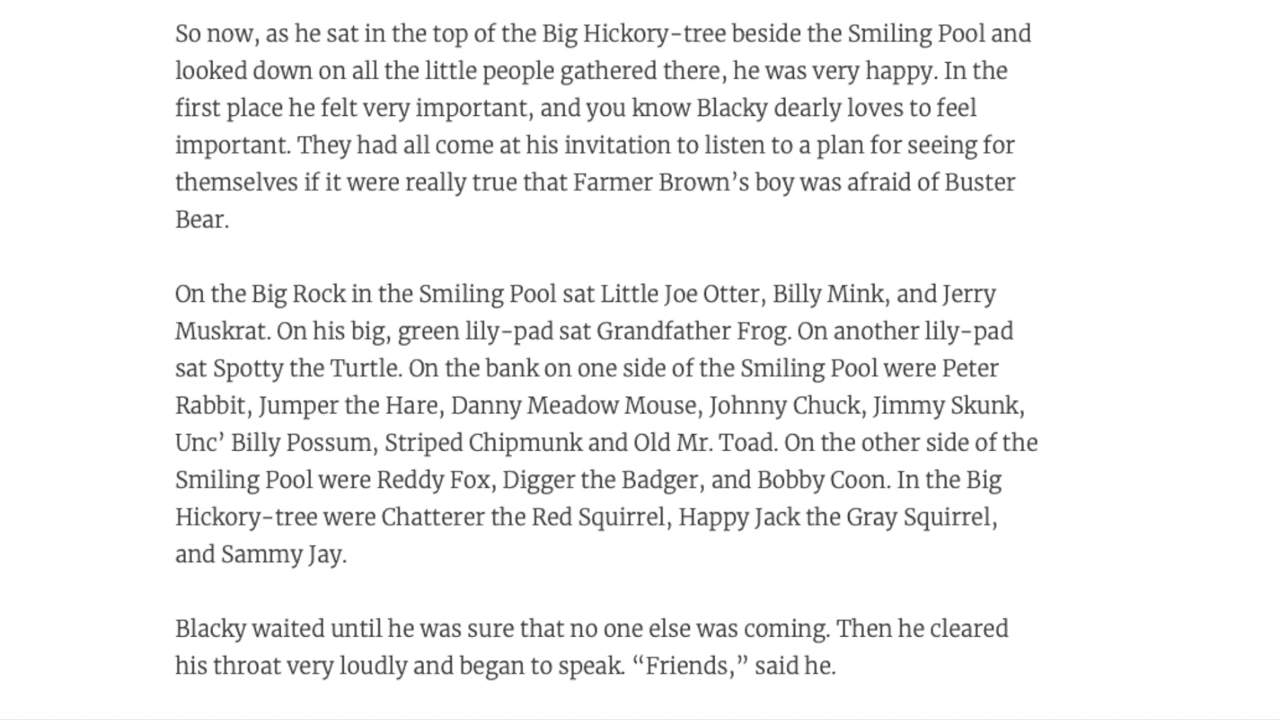 So now, as he sat in the top of the Big Hickory-tree beside the Smiling Pool and
looked down on all the little people gathered there, he was very happy. In the
first place he felt very important, and you know Blacky dearly loves to feel
important. They had all come at his invitation to listen to a plan for seeing for
themselves if it were really true that Farmer Brown’s boy was afraid of Buster
Bear.
On the Big Rock in the Smiling Pool sat Little Joe Otter, Billy Mink, and Jerry
Muskrat. On his big, green lily-pad sat Grandfather Frog. On another lily-pad
sat Spotty the Turtle. On the bank on one side of the Smiling Pool were Peter
Rabbit, Jumper the Hare, Danny Meadow Mouse, Johnny Chuck, Jimmy Skunk,
Unc’ Billy Possum, Striped Chipmunk and Old Mr. Toad. On the other side of the
Smiling Pool were Reddy Fox, Digger the Badger, and Bobby Coon. In the Big
Hickory-tree were Chatterer the Red Squirrel, Happy Jack the Gray Squirrel,
and Sammy Jay.
Blacky waited until he was sure that no one else was coming. Then he cleared
his throat very loudly and began to speak. “Friends,” said he.